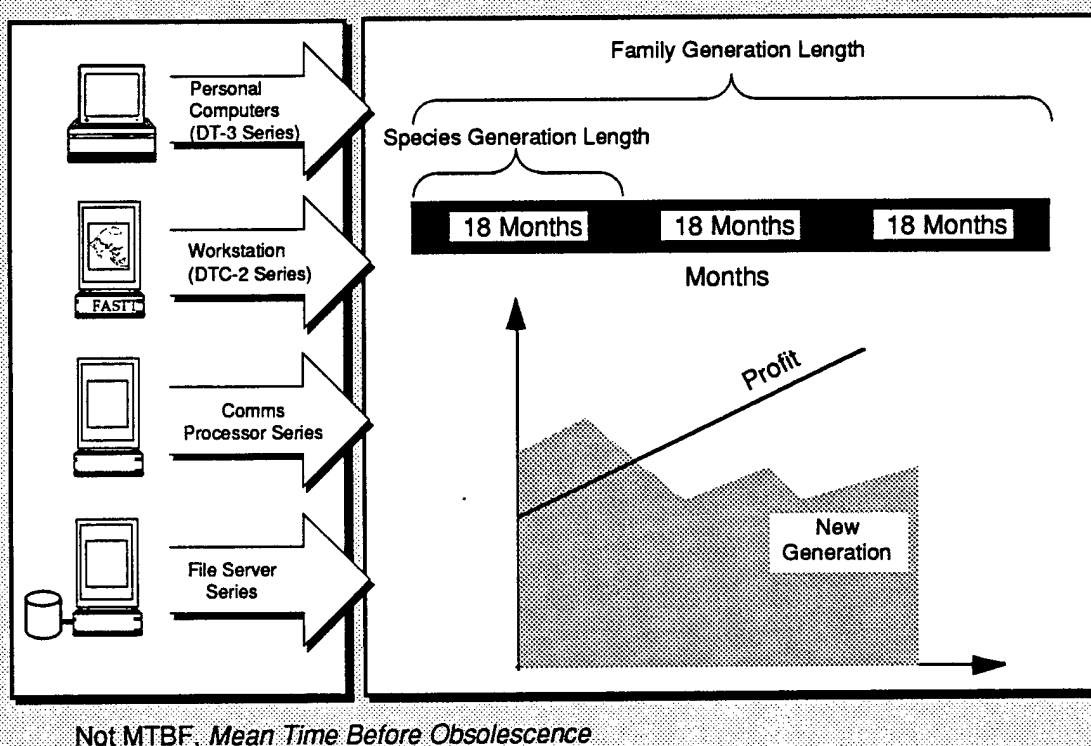 Personal
Computers
(DT-3 Series)
Workstation
(DTC-2 Series)
FASTT
Comms
Processor Series
File Server
Series
Family Generation Length
Species Generation Length
18 Months 18 Months 18 Months
Months
Profit
New
Generation
Not MTBF, Mean Time Before Obsolescence